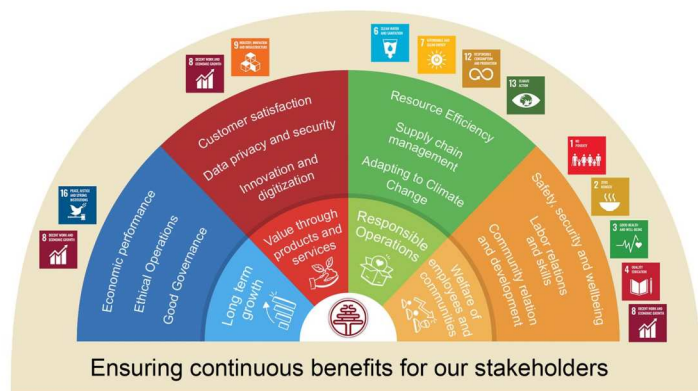 6 CLEAN WATER
AND SANITATION
7 AFFORDABLE AND
CLEAN ENERGY
12 RESPONSIBLE
CONSUMPTION
AND PRODUCTION
13 CLIMATE
ACTION
9 INDUSTRY, INNOVATION
AND INFRASTRUCTURE
8 DECENT WORK AND
ECONOMIC GROWTH
Customer satisfaction
Data privacy and security
Innovation and
digitization
Resource Efficiency
Supply chain
management
Adapting to Climate
Change
1 NO
POVERTY
2 ZERO
HUNGER
3 GOOD HEALTH
AND WELL-BEING
4 QUALITY
EDUCATION
8 DECENT WORK AND
ECONOMIC GROWTH
16 PEACE, JUSTICE
AND STRONG
INSTITUTIONS
8 DECENT WORK AND
ECONOMIC GROWTH
Economic performance
Ethical Operations
Good Governance
Safety, security and wellbeing
Labor relations
and skills
Community relation
and development
Long term
growth
Value through
products and
services
Responsible
Operations
Welfare of
employees and
communities
Ensuring continuous benefits for our stakeholders